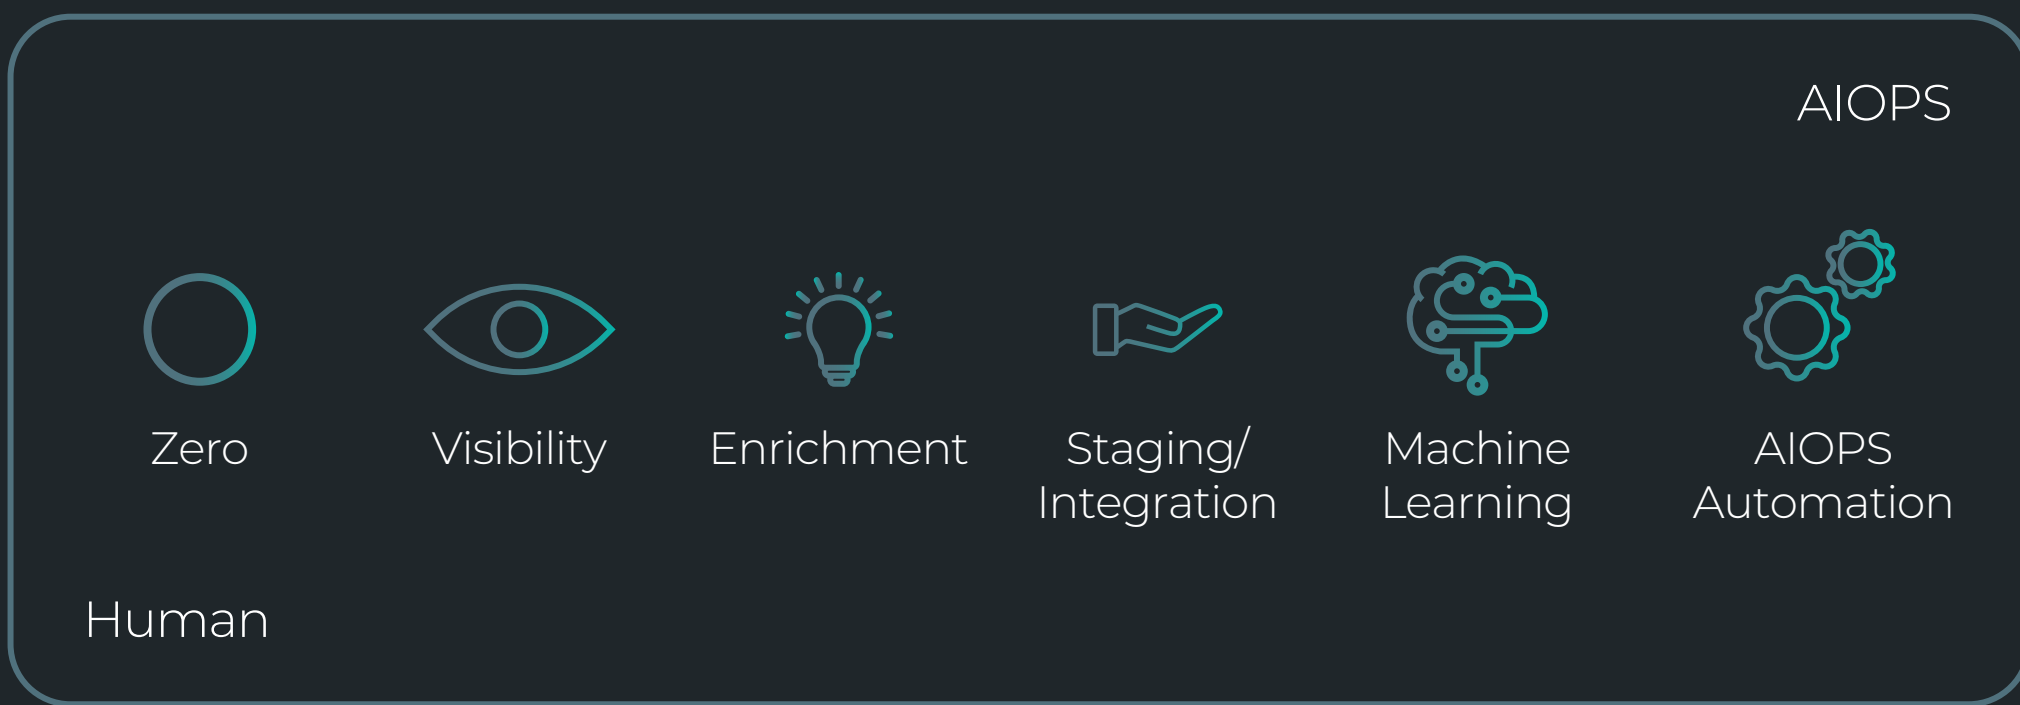 AIOPS
Zero
Visibility
Enrichment
Staging/
Integration
Machine
Learning
AIOPS
Automation
Human